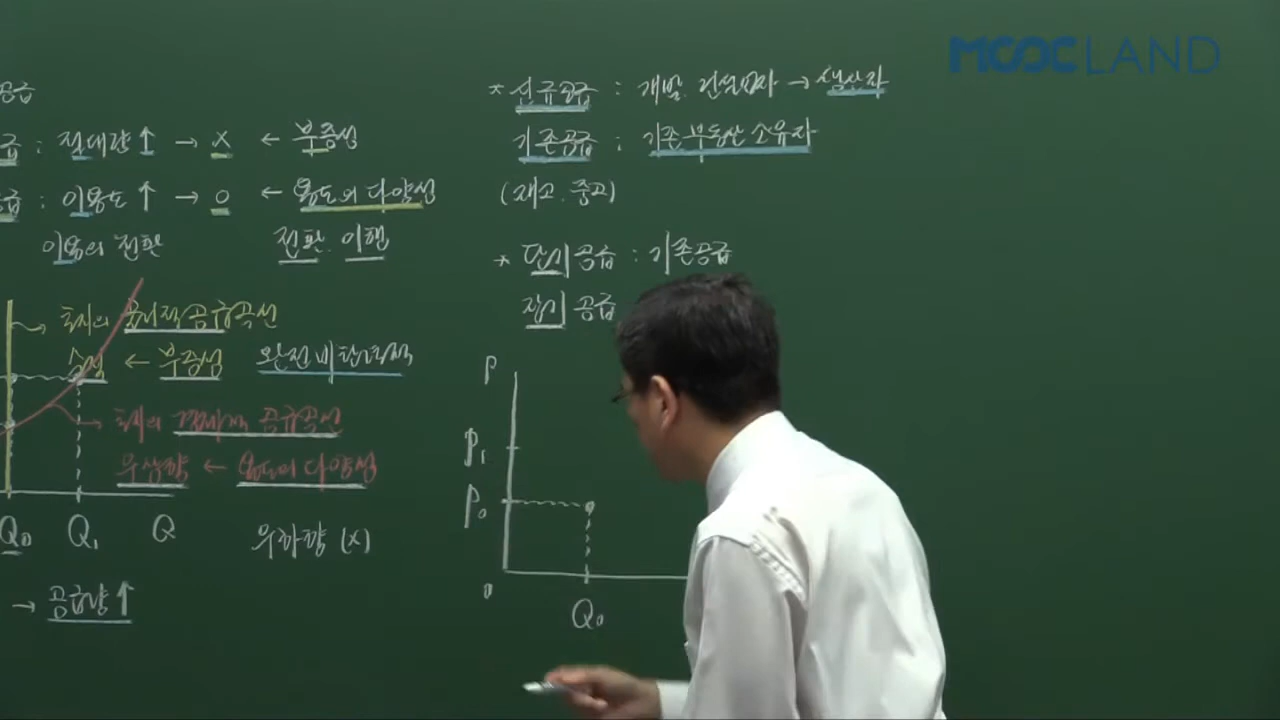 MOOCLAND
공급
급 : 절대량 ↑ → X ← 부증성
급 : 이용도 ↑ → O ← 용도의 다양성
이용의 전환 전환. 이행
토지의 물리적 공급곡선
수직 ← 부증성 완전비탄력적
토지의 경제적 공급곡선
우상향 ← 용도의 다양성
Q₀ Q₁ Q 우하향 (X)
→ 공급량 ↑
* 신규공급 : 개발. 건설업자 → 생산자
기존공급 : 기존 부동산 소유자
(재고. 중고)
* 단기 공급 : 기존공급
장기 공급
P
P₁
P₀
0
Q₀